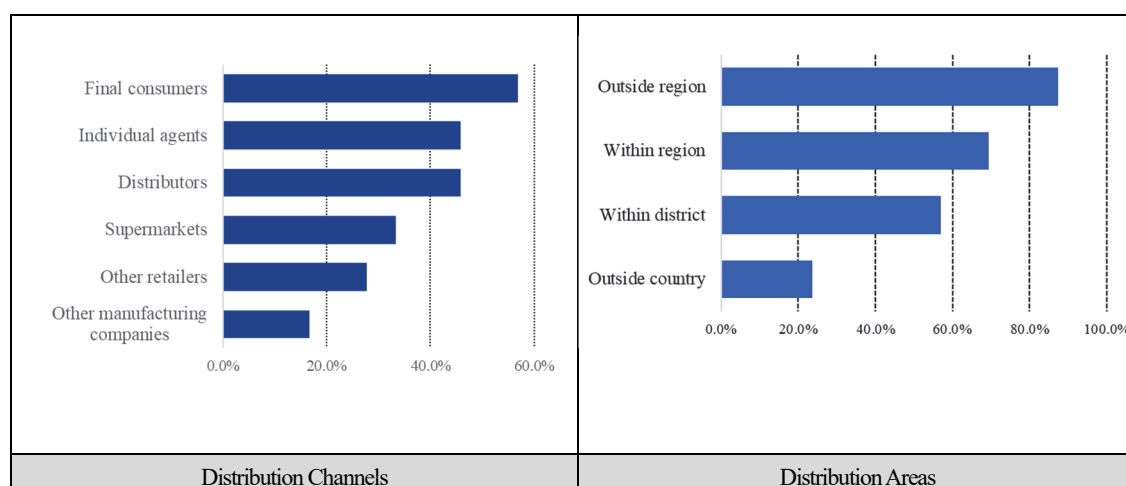 Final consumers
Individual agents
Distributors
Supermarkets
Other retailers
Other manufacturing
companies
0.0% 20.0% 40.0% 60.0%
Outside region
Within region
Within district
Outside country
0.0% 20.0% 40.0% 60.0% 80.0% 100.0%
Distribution Channels
Distribution Areas